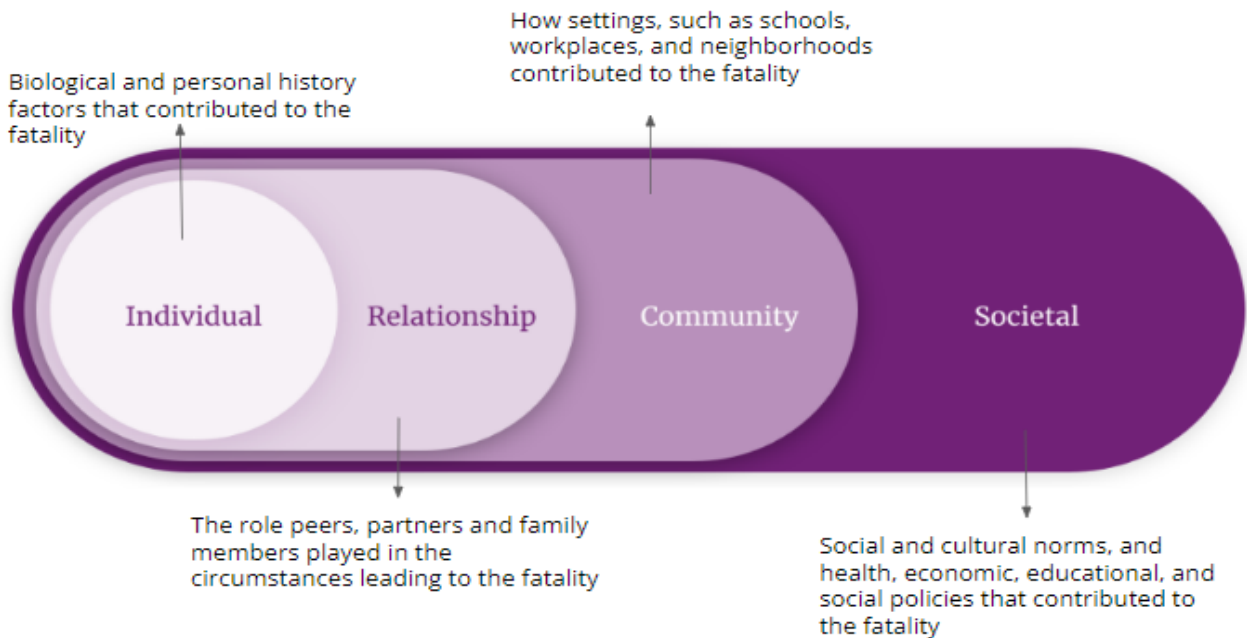 How settings, such as schools,
workplaces, and neighborhoods
contributed to the fatality
Biological and personal history
factors that contributed to the
fatality
Individual
Relationship
Community
Societal
The role peers, partners and family
members played in the
circumstances leading to the fatality
Social and cultural norms, and
health, economic, educational, and
social policies that contributed to
the fatality